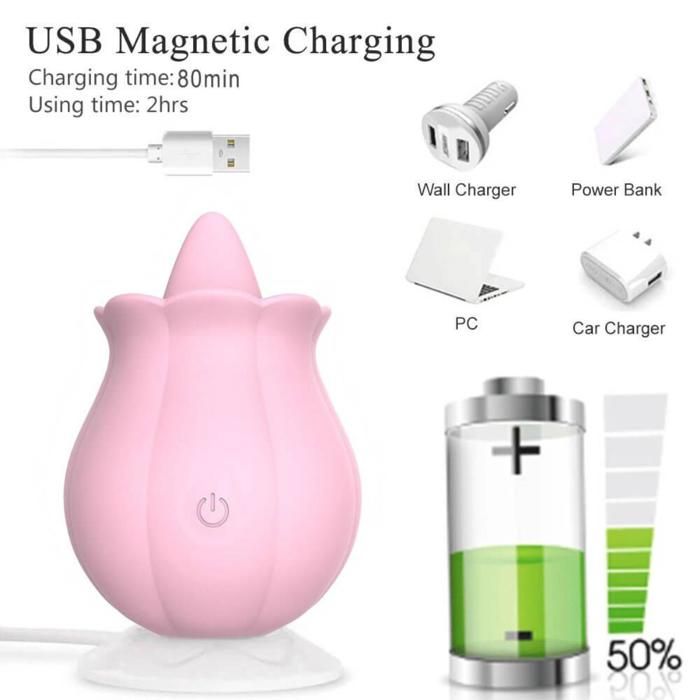 USB Magnetic Charging
Charging time:80min
Using time: 2hrs
Wall Charger
Power Bank
PC
Car Charger
+
-
50%